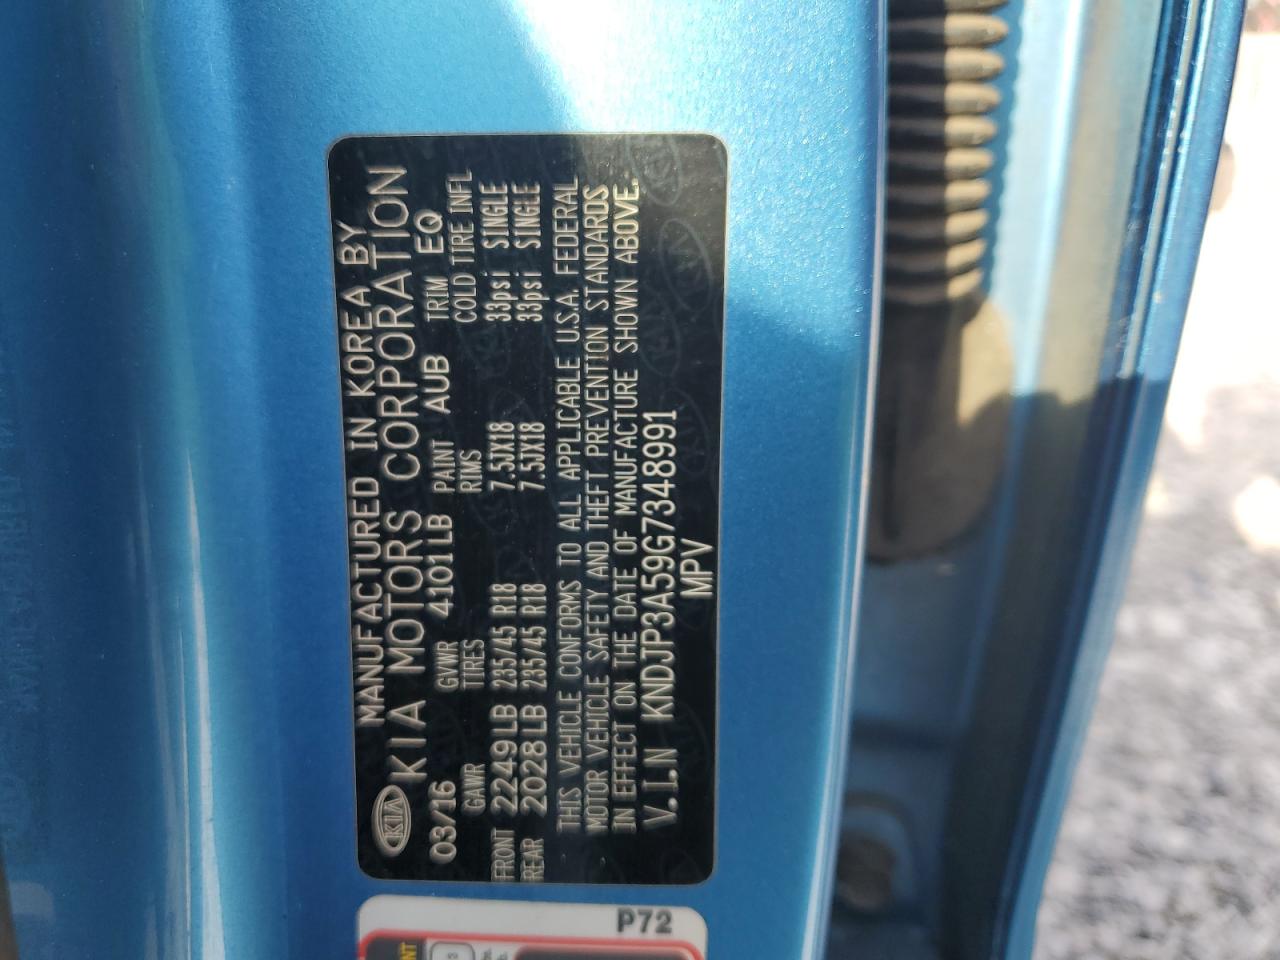 MANUFACTURED IN KOREA BY
KIA KIA MOTORS CORPORATION
03/16 GVWR 4101LB PAINT AUB TRIM EQ
GAWR TIRES RIMS COLD TIRE INFL
FRONT 2249LB 235/45 R18 7.5JX18 33psi SINGLE
REAR 2028LB 235/45 R18 7.5JX18 33psi SINGLE
THIS VEHICLE CONFORMS TO ALL APPLICABLE U.S.A. FEDERAL
MOTOR VEHICLE SAFETY AND THEFT PREVENTION STANDARDS
IN EFFECT ON THE DATE OF MANUFACTURE SHOWN ABOVE.
V.I.N KNDJP3A59G7348991
MPV
P72